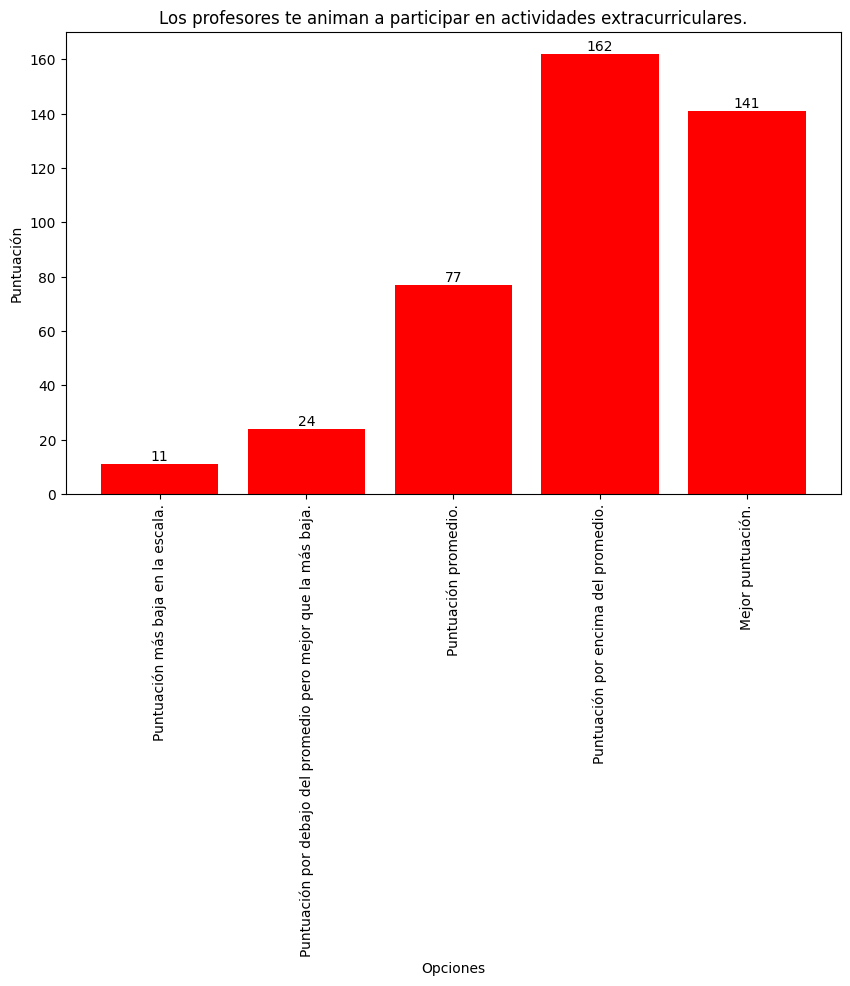 Los profesores te animan a participar en actividades extracurriculares.
Puntuación
160
140
120
100
80
60
40
20
0
11
24
77
162
141
Puntuación más baja en la escala.
Puntuación por debajo del promedio pero mejor que la más baja.
Puntuación promedio.
Puntuación por encima del promedio.
Mejor puntuación.
Opciones